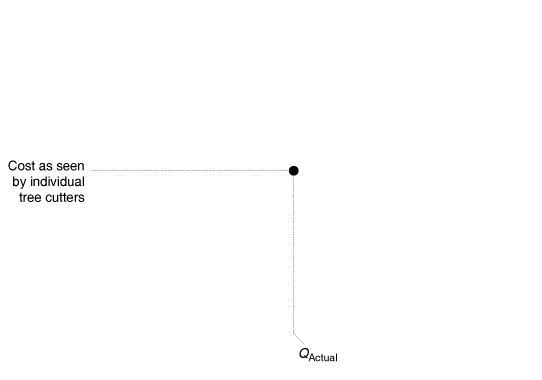 Cost as seen
by individual
tree cutters
QActual